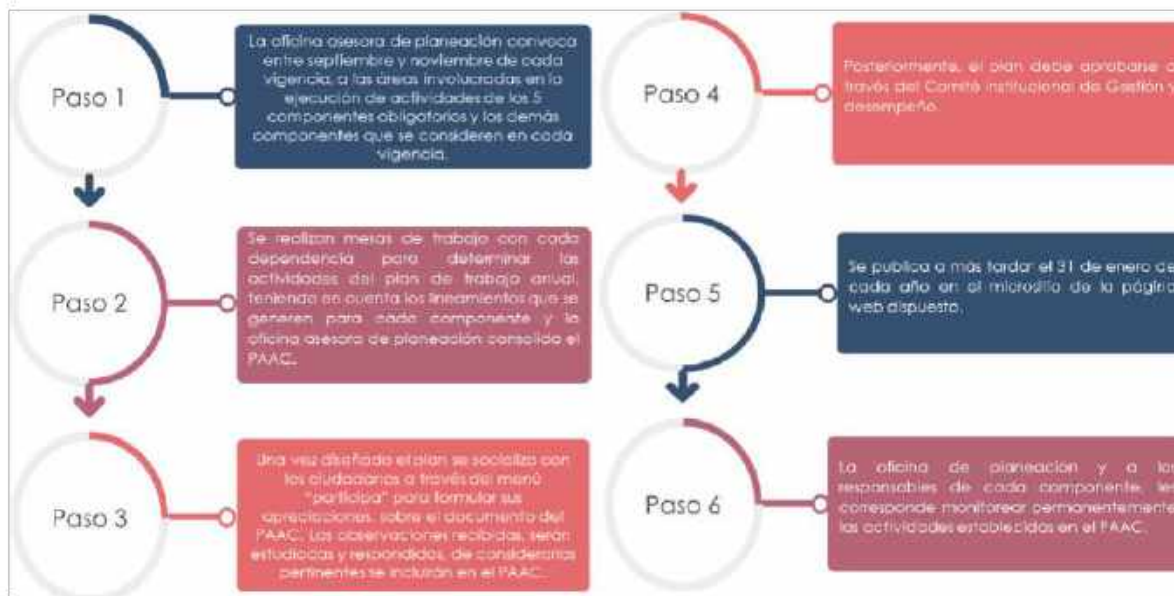 Paso 1
La oficina asesora de planeación convoca
entre septiembre y noviembre de cada
vigencia, a las áreas involucradas en la
ejecución de actividades de los 5
componentes obligatorios y los demás
componentes que se consideren en cada
vigencia.
Paso 2
Se realizan mesas de trabajo con cada
dependencia para determinar las
actividades del plan de trabajo anual,
teniendo en cuenta los lineamientos que se
generen para cada componente y la
oficina asesora de planeación consolida el
PAAC.
Paso 3
Una vez diseñado el plan se socializa con
los ciudadanos a través del menú
"participa" para formular sus
apreciaciones, sobre el documento del
PAAC. Las observaciones recibidas, serán
estudiadas y respondidas, de considerarlas
pertinentes se incluirán en el PAAC.
Paso 4
Posteriormente, el plan debe aprobarse a
través del Comité institucional de Gestión y
desempeño.
Paso 5
Se publica a más tardar el 31 de enero de
cada año en el micrositio de la página
web dispuesto.
Paso 6
La oficina de planeación y a los
responsables de cada componente, les
corresponde monitorear permanentemente
las actividades establecidas en el PAAC.